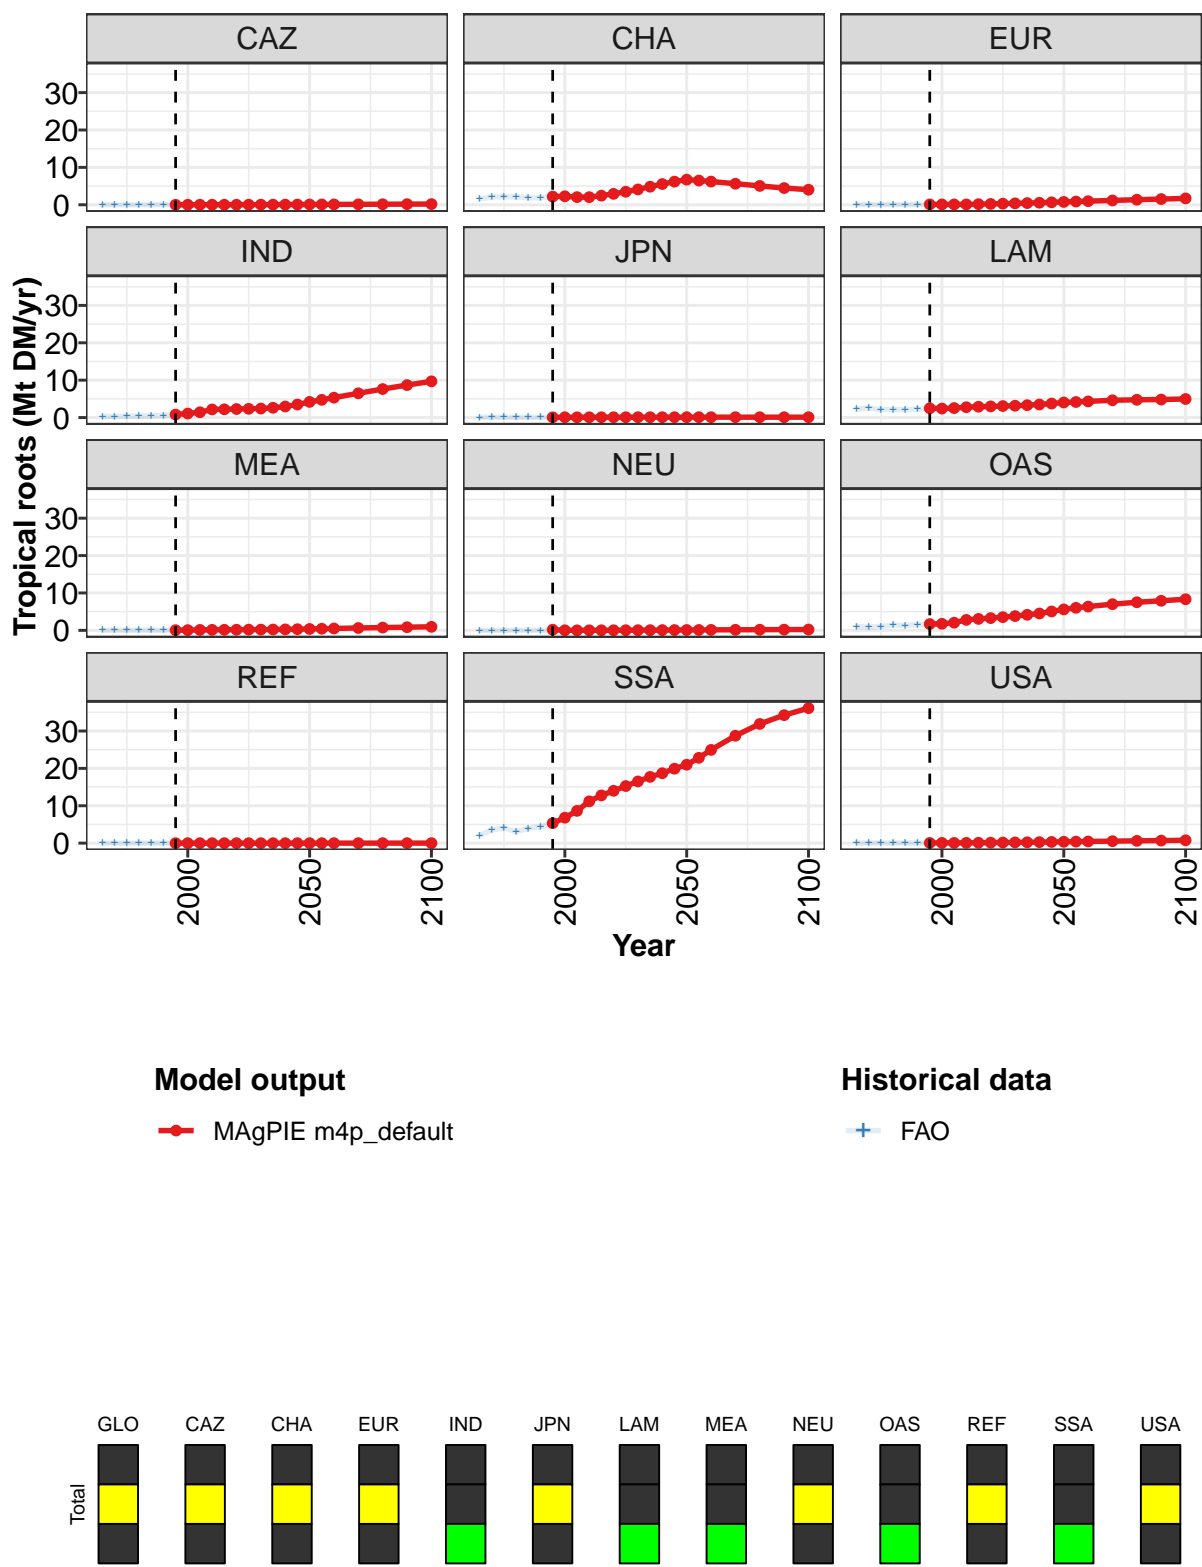 CAZ CHA EUR
30
20
10
0
IND JPN LAM
30
20
10
0
MEA NEU OAS
30
20
10
0
REF SSA USA
30
20
10
0
Tropical roots (Mt DM/yr)
2000 2050 2100 2000 2050 2100 2000 2050 2100
Year
Model output Historical data
MAgPIE m4p_default FAO
GLO CAZ CHA EUR IND JPN LAM MEA NEU OAS REF SSA USA
Total